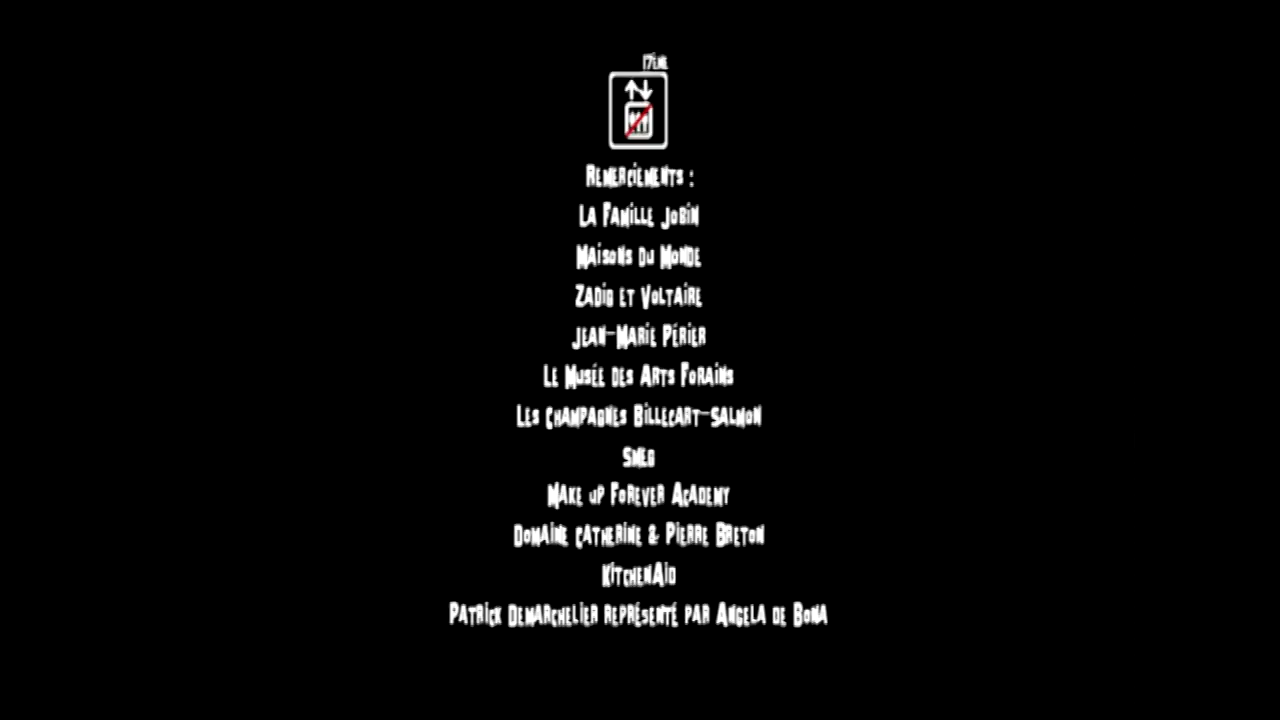 17ème
Remerciements :
La Famille Jobin
Maisons du Monde
Zadig et Voltaire
Jean-Marie Périer
Le Musée des Arts Forains
Les Champagnes Billecart-Salmon
Smeg
Make up Forever Academy
Domaine Catherine & Pierre Breton
KitchenAid
Patrick Demarchelier représenté par Angela de Bona